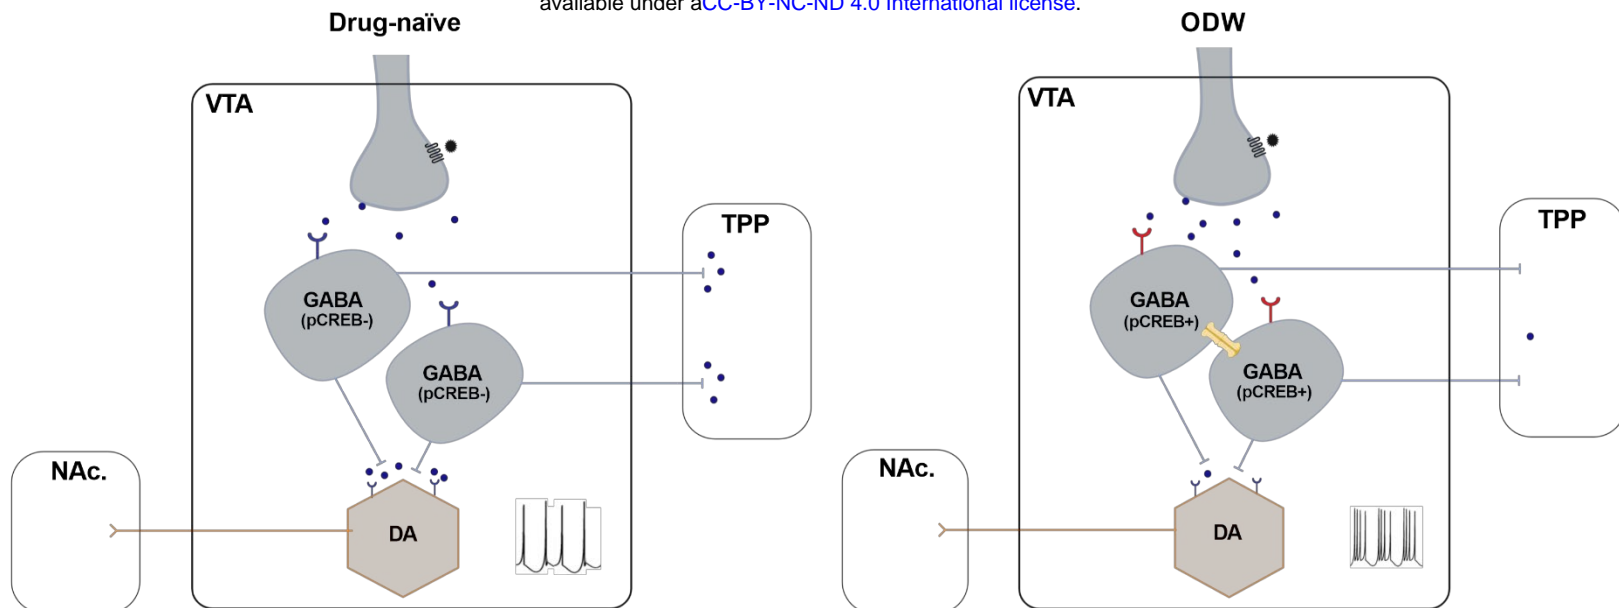 available under aCC-BY-NC-ND 4.0 International license.
Drug-naïve
VTA
GABA
(pCREB-)
GABA
(pCREB-)
TPP
NAc.
DA
ODW
VTA
GABA
(pCREB+)
GABA
(pCREB+)
TPP
NAc.
DA